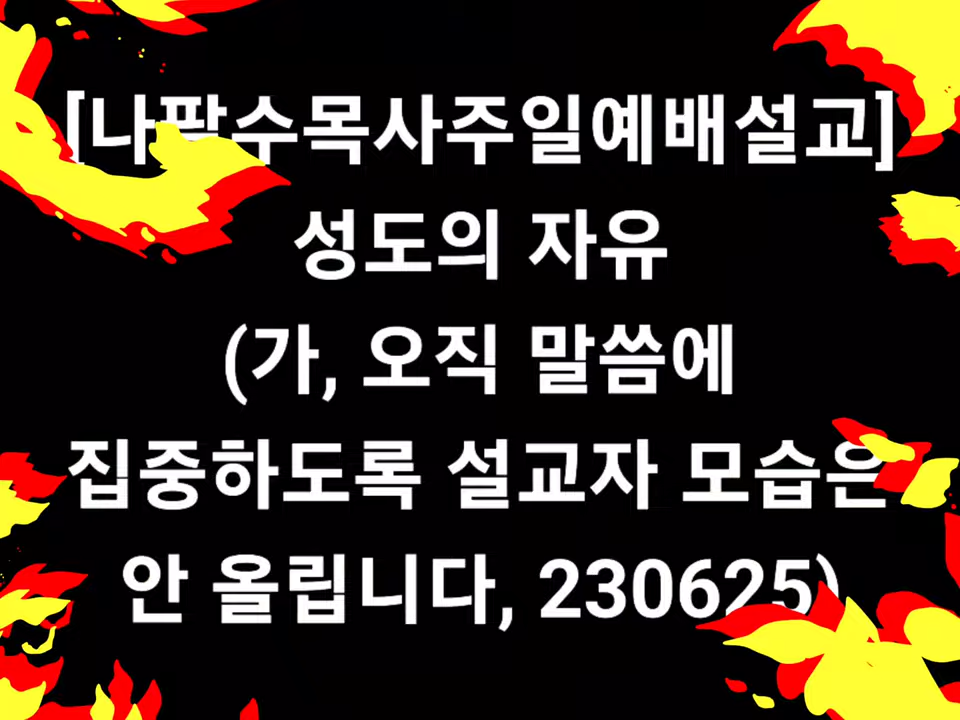 [나팔수목사주일예배설교]
성도의 자유
(가, 오직 말씀에
집중하도록 설교자 모습은
안 올립니다, 230625)